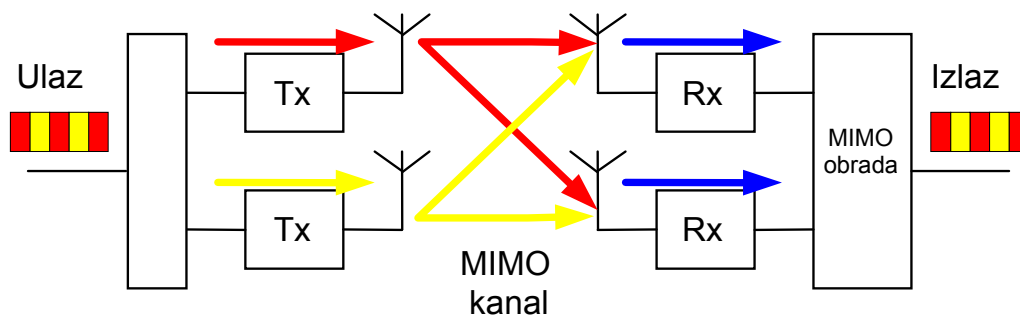 Ulaz
Tx
Rx
Izlaz
MIMO
obrada
Tx
Rx
MIMO
kanal